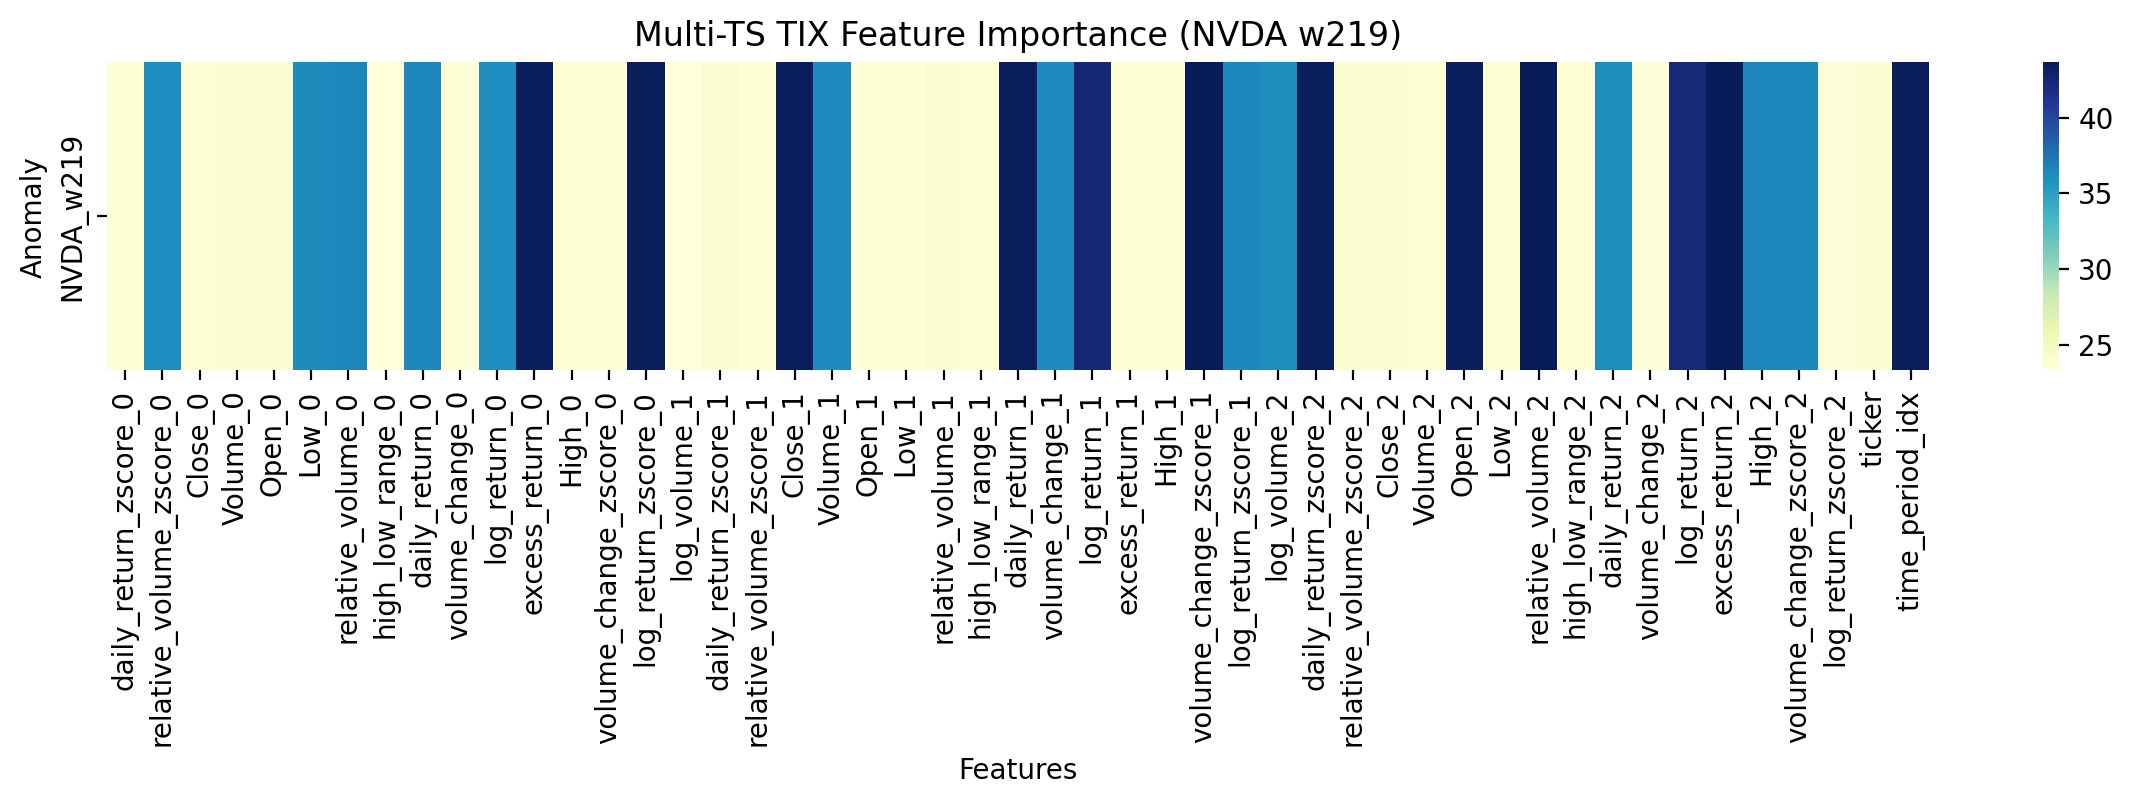 Multi-TS TIX Feature Importance (NVDA w219)
Anomaly
NVDA_w219
40
35
30
25
daily_return_zscore_0
relative_volume_zscore_0
Close_0
Volume_0
Open_0
Low_0
relative_volume_0
high_low_range_0
daily_return_0
volume_change_0
log_return_0
excess_return_0
High_0
volume_change_zscore_0
log_return_zscore_0
log_volume_1
daily_return_zscore_1
relative_volume_zscore_1
Close_1
Volume_1
Open_1
Low_1
relative_volume_1
high_low_range_1
daily_return_1
volume_change_1
log_return_1
excess_return_1
High_1
volume_change_zscore_1
log_return_zscore_1
log_volume_2
daily_return_zscore_2
relative_volume_zscore_2
Close_2
Volume_2
Open_2
Low_2
relative_volume_2
high_low_range_2
daily_return_2
volume_change_2
log_return_2
excess_return_2
High_2
volume_change_zscore_2
log_return_zscore_2
ticker
time_period_idx
Features